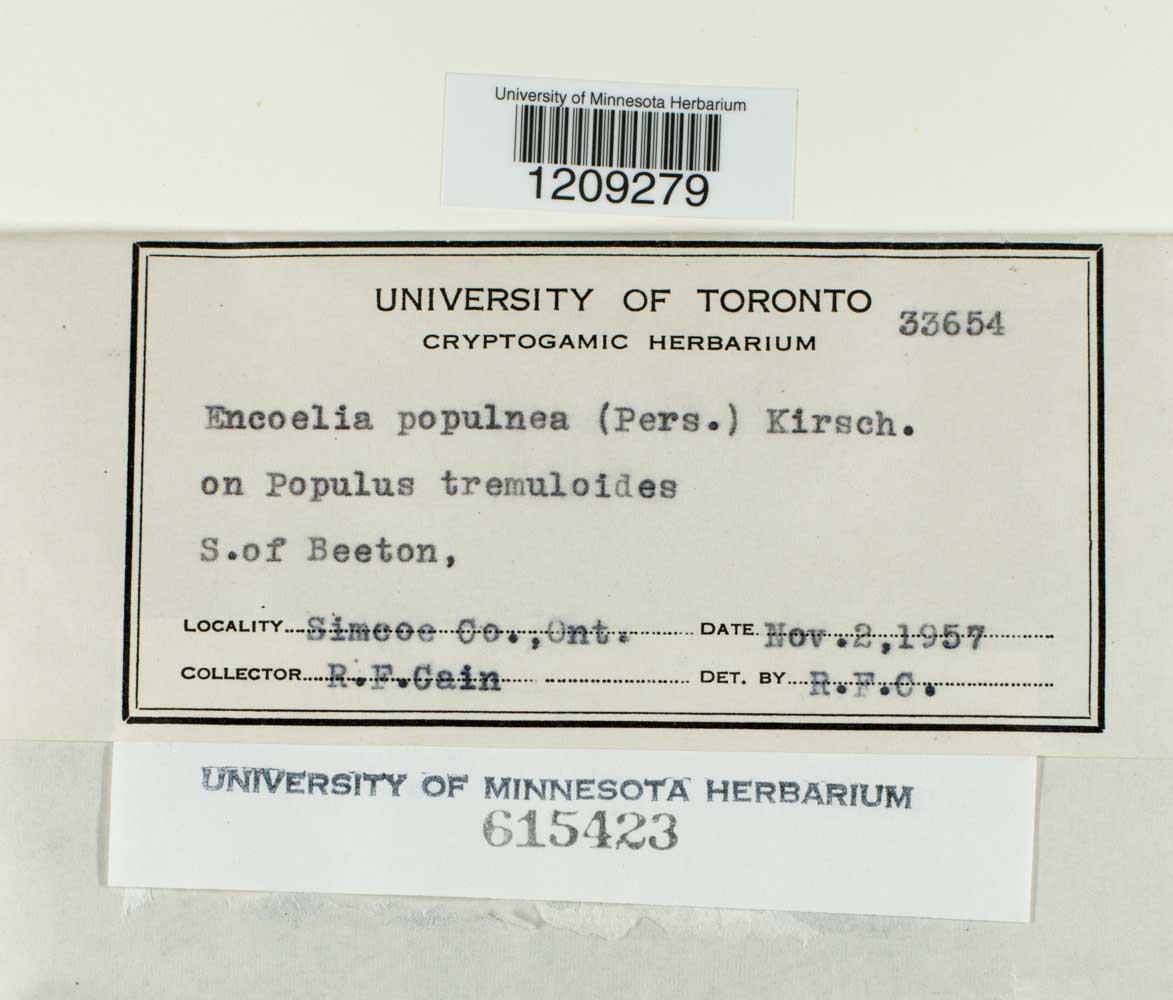 University of Minnesota Herbarium
1209279
UNIVERSITY OF TORONTO
33654
CRYPTOGAMIC HERBARIUM
Encoelia populnea (Pers.) Kirsch.
on Populus tremuloides
S.of Beeton,
LOCALITY Simcoe Co.,Ont. DATE Nov.2,1957
COLLECTOR R.F.Cain DET. BY R.F.C.
UNIVERSITY OF MINNESOTA HERBARIUM
615423